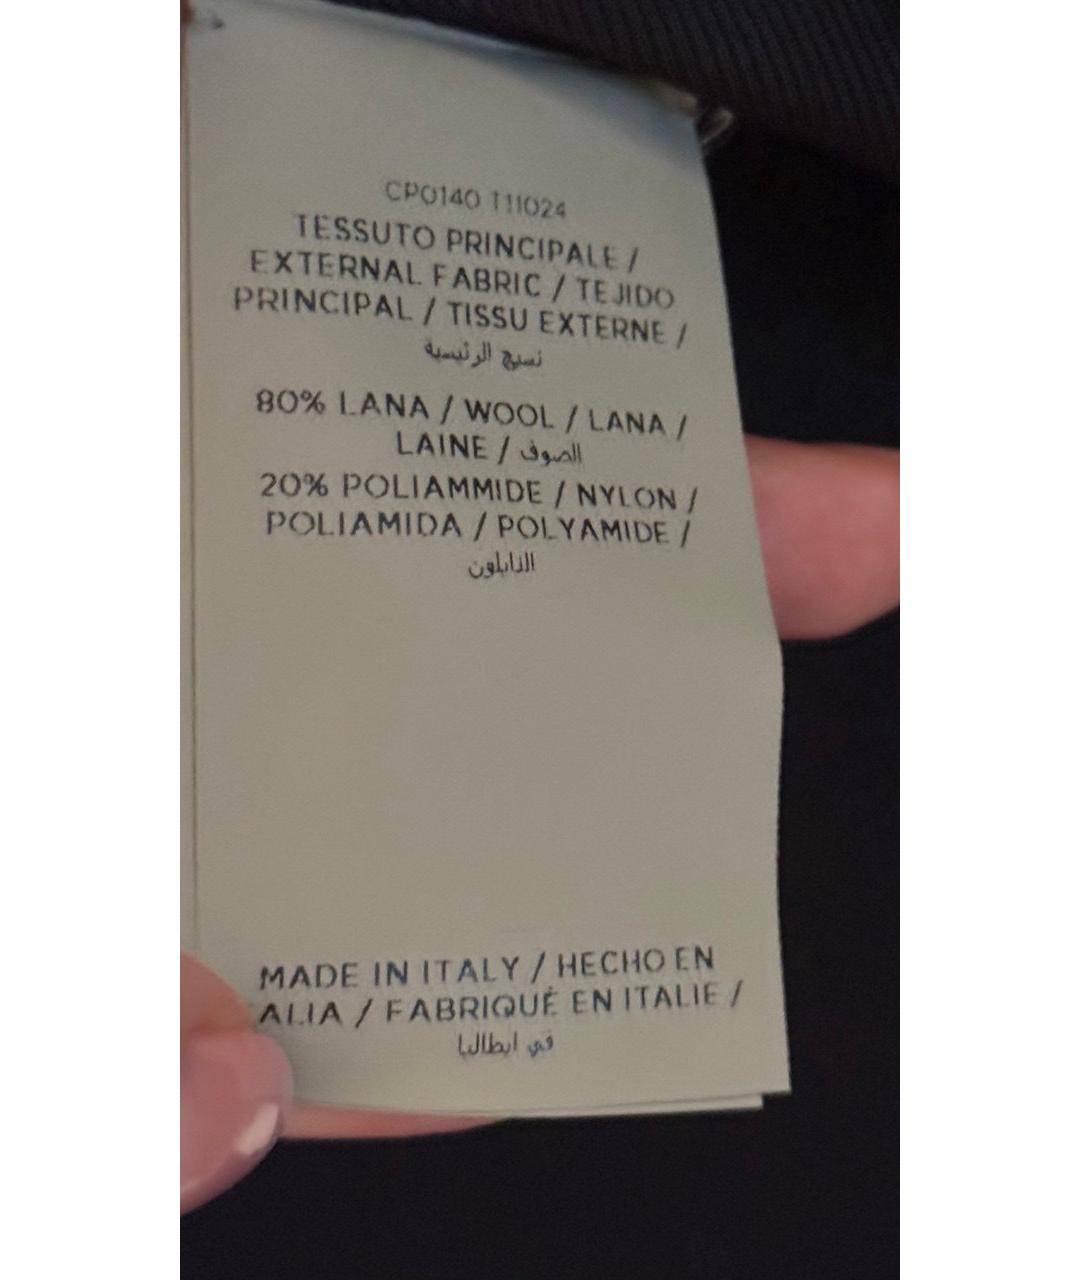 CP0140 T11024
TESSUTO PRINCIPALE /
EXTERNAL FABRIC / TEJIDO
PRINCIPAL / TISSU EXTERNE /
نسيج الرئيسية
80% LANA / WOOL / LANA /
LAINE / الصوف
20% POLIAMMIDE / NYLON /
POLIAMIDA / POLYAMIDE /
النايلون
MADE IN ITALY / HECHO EN
ALIA / FABRIQUÉ EN ITALIE /
في ايطاليا